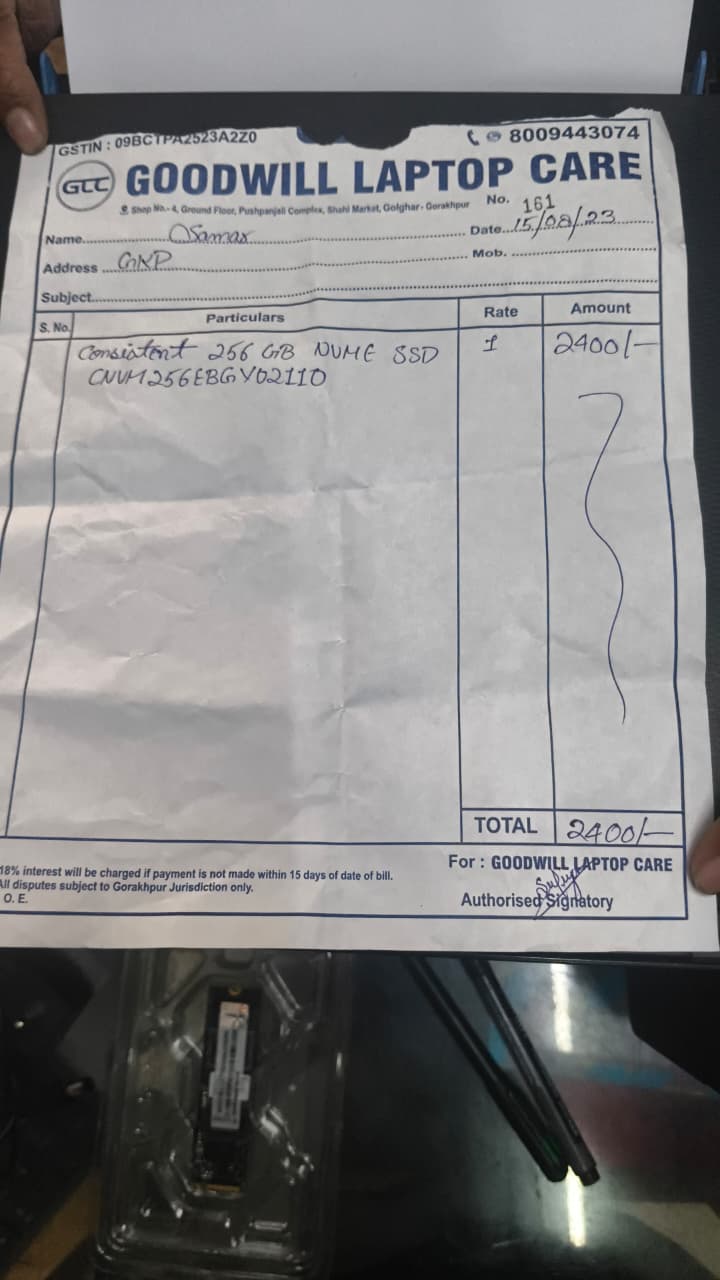 GSTIN : 09BCTPA2523A2Z0
8009443074
GLC GOODWILL LAPTOP CARE
Shop No.- 4, Ground Floor, Pushpanjali Complex, Shahi Market, Golghar- Gorakhpur
No. 161
Name Osamax
Date 15/08/23
Address GKP
Mob.
Subject
S. No. Particulars Rate Amount
Consistent 256 GB NVME SSD 1 2400/-
CNVM256EBGY02110
TOTAL 2400/-
18% interest will be charged if payment is not made within 15 days of date of bill.
All disputes subject to Gorakhpur Jurisdiction only.
O. E.
For : GOODWILL LAPTOP CARE
Authorised Signatory